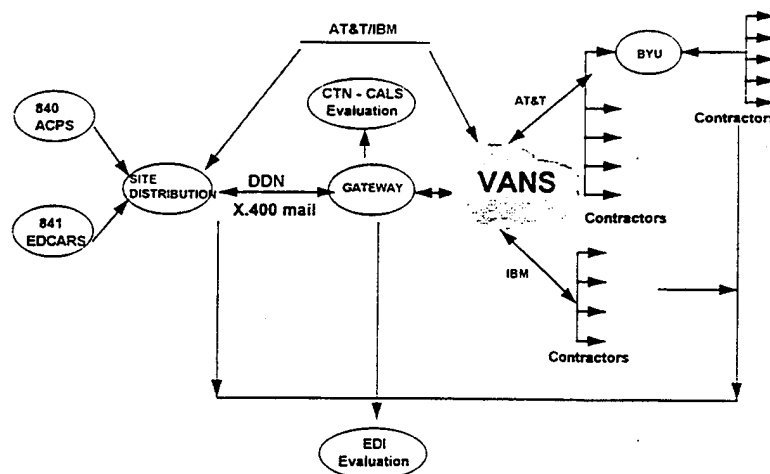 AT&T/IBM
BYU
CTN - CALS
Evaluation
AT&T
840
ACPS
Contractors
SITE
DISTRIBUTION
DDN
X.400 mail
GATEWAY
VANS
841
EDCARS
Contractors
IBM
Contractors
EDI
Evaluation